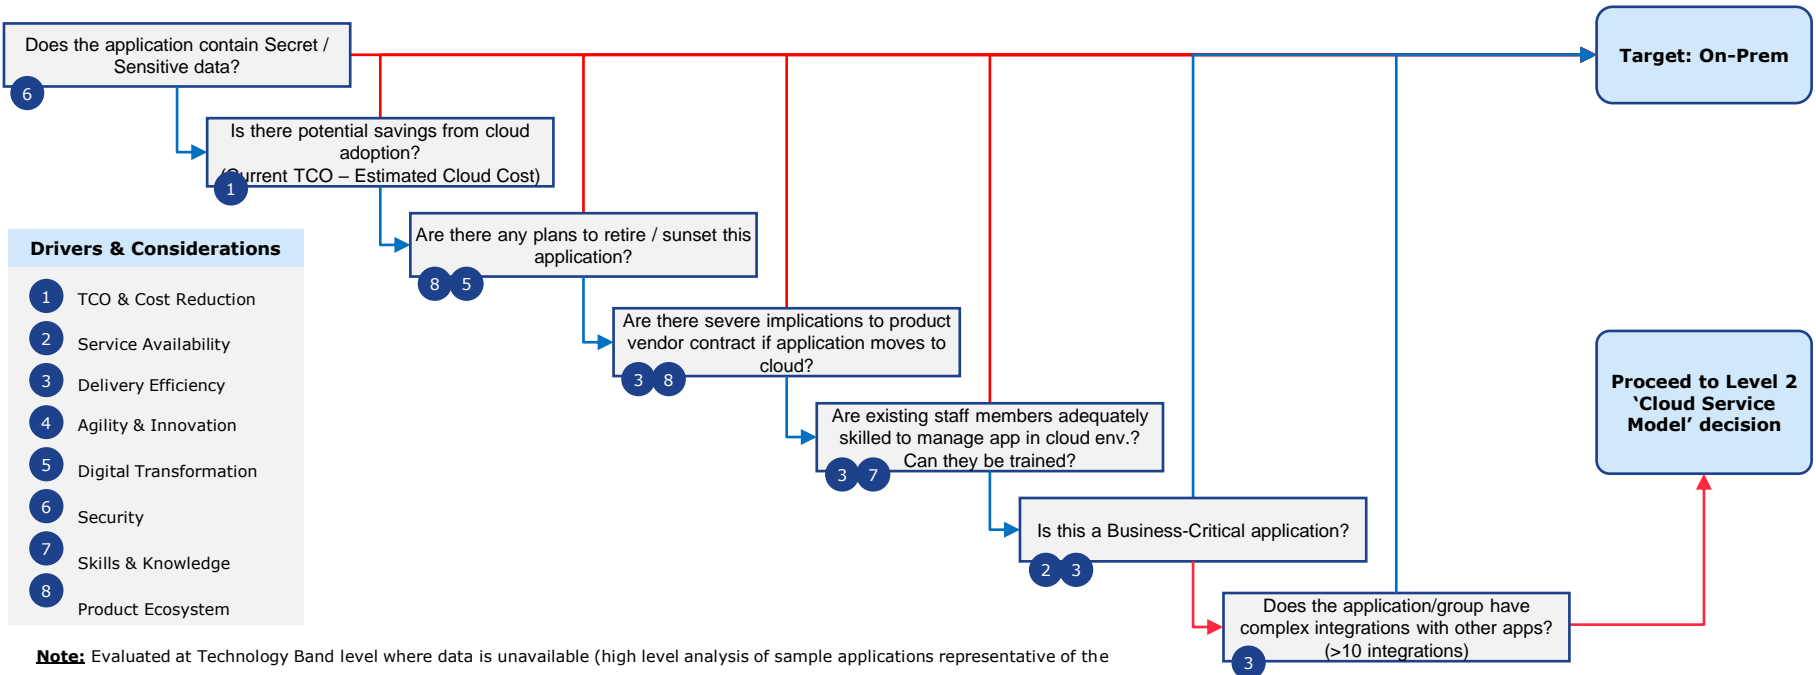 Does the application contain Secret /
Sensitive data?
6
Target: On-Prem
Is there potential savings from cloud
adoption?
(Current TCO – Estimated Cloud Cost)
1
Are there any plans to retire / sunset this
application?
8 5
Drivers & Considerations
1 TCO & Cost Reduction
2 Service Availability
3 Delivery Efficiency
4 Agility & Innovation
5 Digital Transformation
6 Security
7 Skills & Knowledge
8 Product Ecosystem
Are there severe implications to product
vendor contract if application moves to
cloud?
3 8
Proceed to Level 2
‘Cloud Service
Model’ decision
Are existing staff members adequately
skilled to manage app in cloud env.?
Can they be trained?
3 7
Is this a Business-Critical application?
2 3
Does the application/group have
complex integrations with other apps?
(>10 integrations)
3
Note: Evaluated at Technology Band level where data is unavailable (high level analysis of sample applications representative of the